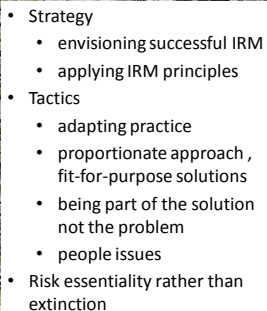 • Strategy
• envisioning successful IRM
• applying IRM principles
• Tactics
• adapting practice
• proportionate approach ,
fit-for-purpose solutions
• being part of the solution
not the problem
• people issues
• Risk essentiality rather than
extinction